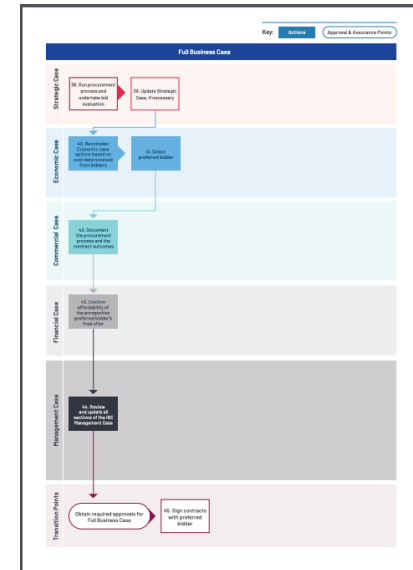 Key:
Actions
Approval & Assurance Points
Full Business Case
Strategic Case
38. Run procurement
process and
undertake bid
evaluation
39. Update Strategic
Case, if necessary
Economic Case
40. Reconsider
Economic case
options based on
cost data received
from bidders
41. Select
preferred bidder
Commercial Case
42. Document
the procurement
process and the
contract outcomes
Financial Case
43. Confirm
affordability of
the prospective
preferred bidder's
final offer
Management Case
44. Review
and update all
sections of the IBC
Management Case
Transition Points
Obtain required approvals for
Full Business Case
45. Sign contracts
with preferred
bidder